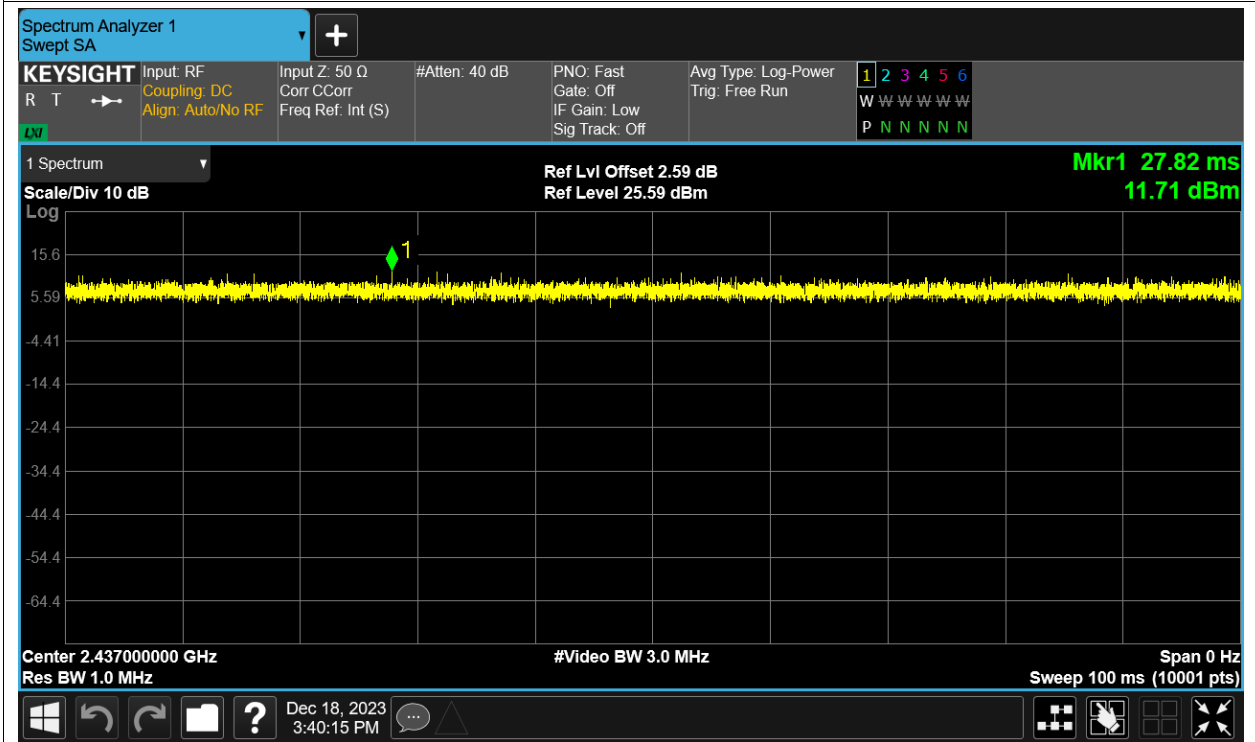 Spectrum Analyzer 1
Swept SA
KEYSIGHT
R T
LXI
Input: RF
Coupling: DC
Align: Auto/No RF
Input Z: 50 Ω
Corr CCorr
Freq Ref: Int (S)
#Atten: 40 dB
PNO: Fast
Gate: Off
IF Gain: Low
Sig Track: Off
Avg Type: Log-Power
Trig: Free Run
1 2 3 4 5 6
W W W W W W
P N N N N N
1 Spectrum
Scale/Div 10 dB
Log
Ref Lvl Offset 2.59 dB
Ref Level 25.59 dBm
Mkr1 27.82 ms
11.71 dBm
1
15.6
5.59
-4.41
-14.4
-24.4
-34.4
-44.4
-54.4
-64.4
Center 2.437000000 GHz
Res BW 1.0 MHz
#Video BW 3.0 MHz
Span 0 Hz
Sweep 100 ms (10001 pts)
?
Dec 18, 2023
3:40:15 PM